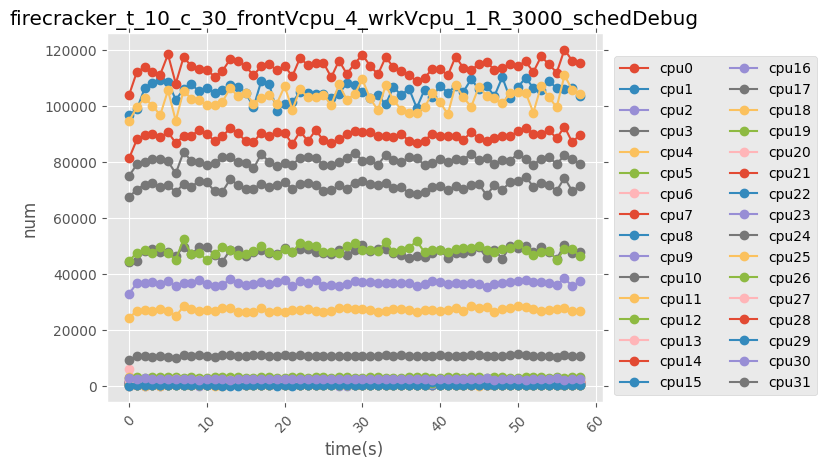 firecracker_t_10_c_30_frontVcpu_4_wrkVcpu_1_R_3000_schedDebug
num
120000
100000
80000
60000
40000
20000
0
0
10
20
30
40
50
60
time(s)
cpu0
cpu1
cpu2
cpu3
cpu4
cpu5
cpu6
cpu7
cpu8
cpu9
cpu10
cpu11
cpu12
cpu13
cpu14
cpu15
cpu16
cpu17
cpu18
cpu19
cpu20
cpu21
cpu22
cpu23
cpu24
cpu25
cpu26
cpu27
cpu28
cpu29
cpu30
cpu31